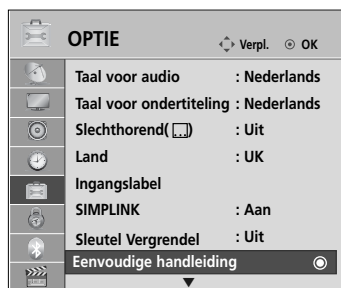 OPTIE Verpl. OK
Taal voor audio : Nederlands
Taal voor ondertiteling : Nederlands
Slechthorend( ) : Uit
Land : UK
Ingangslabel
SIMPLINK : Aan
Sleutel Vergrendel : Uit
Eenvoudige handleiding